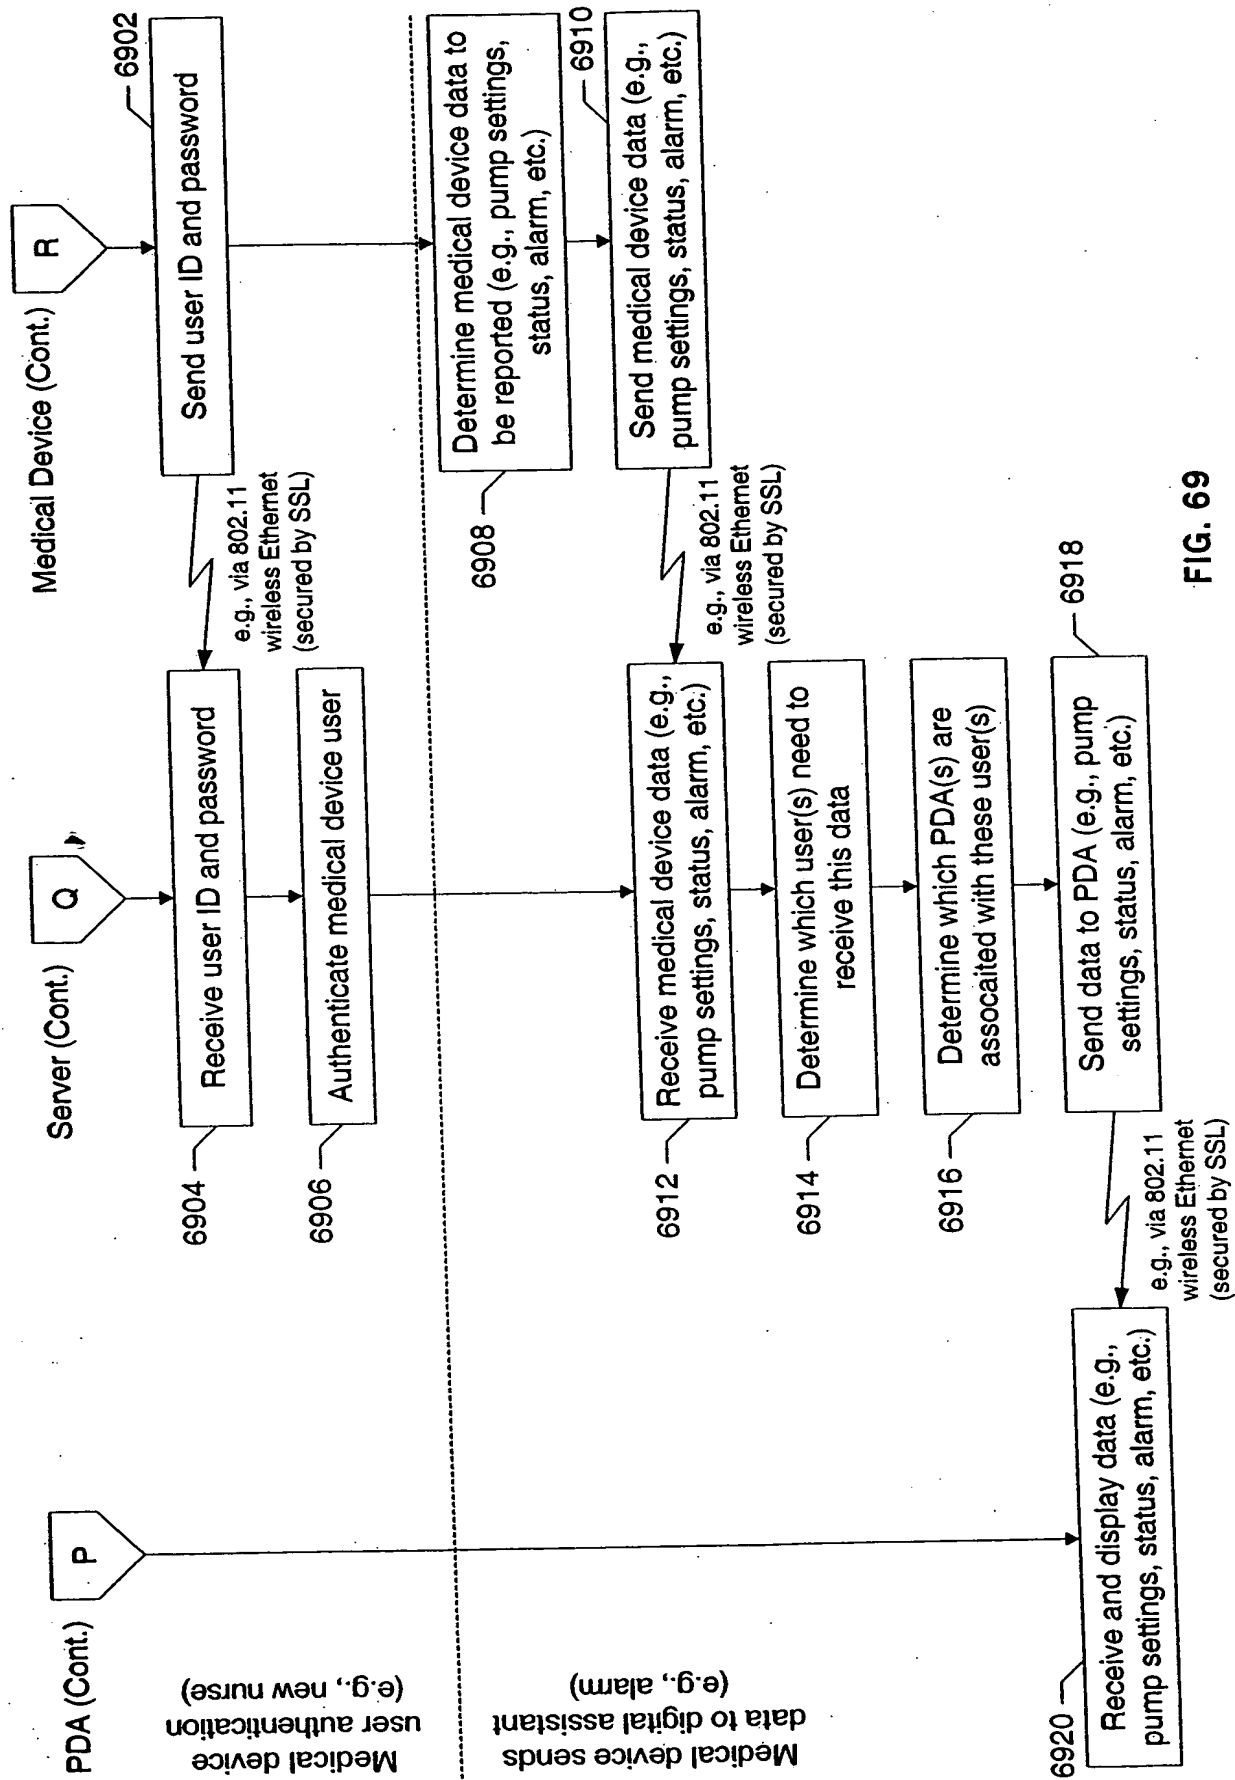 PDA (Cont.)
Server (Cont.)
Medical Device (Cont.)
P
Q
R
Medical device
user authentication
(e.g., new nurse)
6902
Send user ID and password
e.g., via 802.11
wireless Ethernet
(secured by SSL)
6904
Receive user ID and password
6906
Authenticate medical device user
Medical device sends
data to digital assistant
(e.g., alarm)
6908
Determine medical device data to
be reported (e.g., pump settings,
status, alarm, etc.)
6910
Send medical device data (e.g.,
pump settings, status, alarm, etc.)
e.g., via 802.11
wireless Ethernet
(secured by SSL)
6912
Receive medical device data (e.g.,
pump settings, status, alarm, etc.)
6914
Determine which user(s) need to
receive this data
6916
Determine which PDA(s) are
assocaited with these user(s)
6918
Send data to PDA (e.g., pump
settings, status, alarm, etc.)
e.g., via 802.11
wireless Ethernet
(secured by SSL)
6920
Receive and display data (e.g.,
pump settings, status, alarm, etc.)
FIG. 69